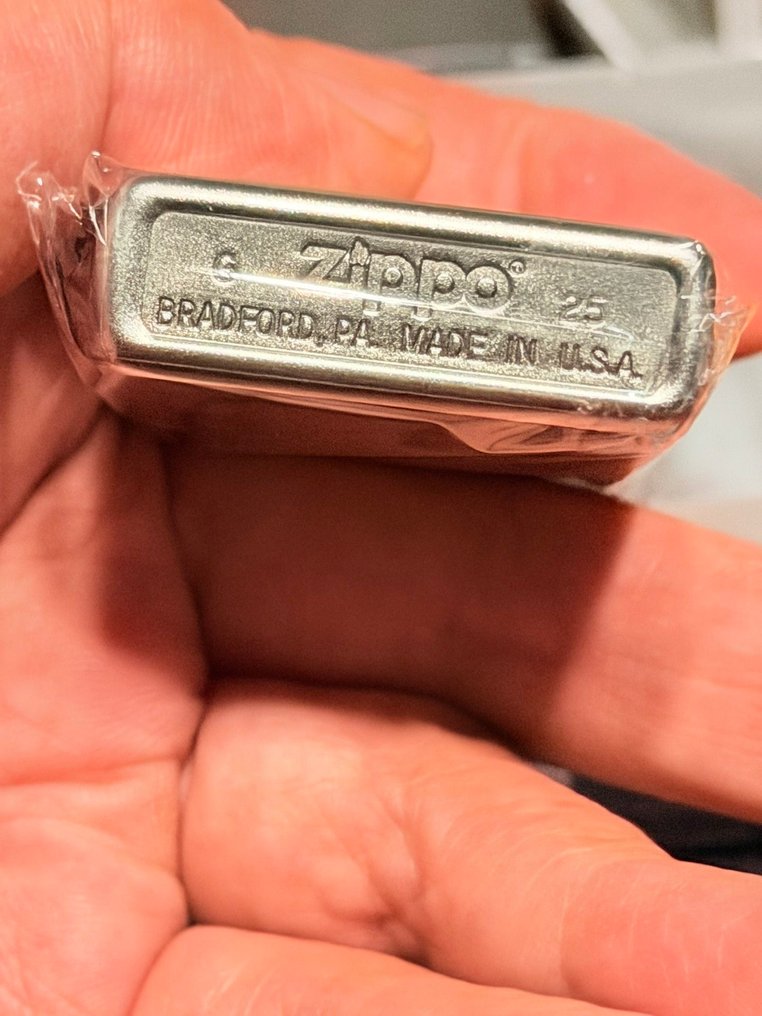 G zippo® 25
BRADFORD, PA. MADE IN U.S.A.